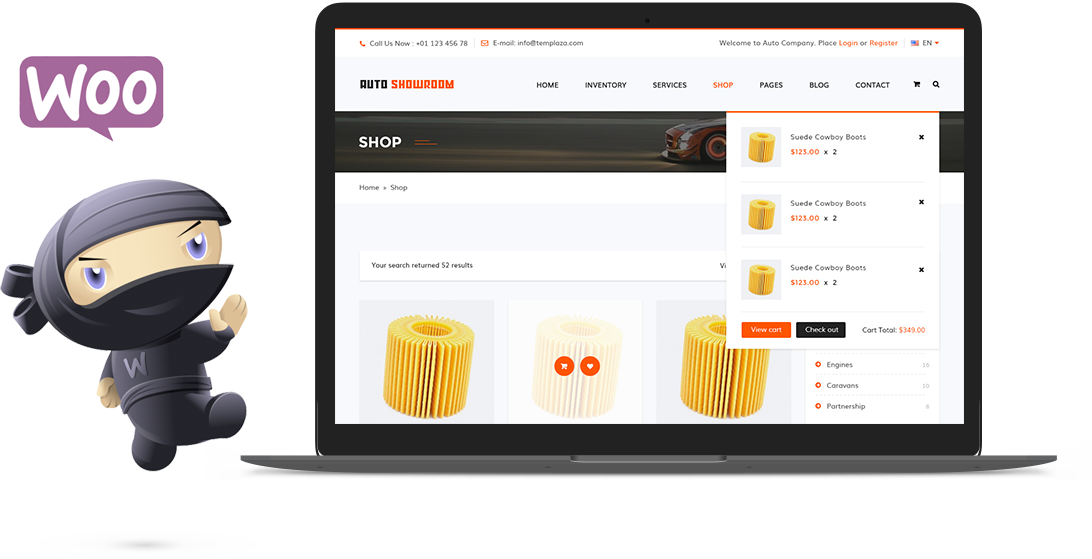 Call Us Now : +01 123 456 78
E-mail: info@templaza.com
Welcome to Auto Company, Place Login or Register
EN
WOO
AUTO SHOWROOM
HOME
INVENTORY
SERVICES
SHOP
PAGES
BLOG
CONTACT
SHOP
Suede Cowboy Boots
$123.00 x 2
Home » Shop
Suede Cowboy Boots
$123.00 x 2
Your search returned 52 results
Vi
Suede Cowboy Boots
$123.00 x 2
View cart
Check out
Cart Total: $349.00
W
Engines 16
Caravans 10
Partnership 8